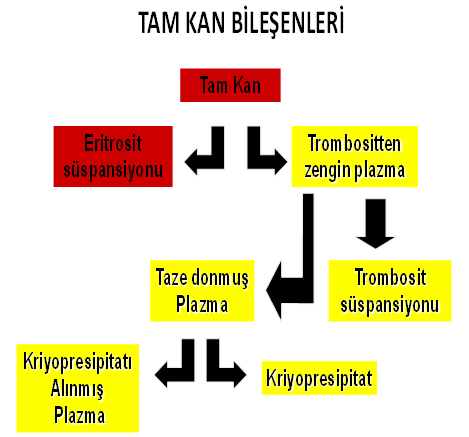 TAM KAN BİLEŞENLERİ
Tam Kan
Eritrosit
süspansiyonu
Trombositten
zengin plazma
Taze donmuş
Plazma
Trombosit
süspansiyonu
Kriyopresipitatı
Alınmış
Plazma
Kriyopresipitat